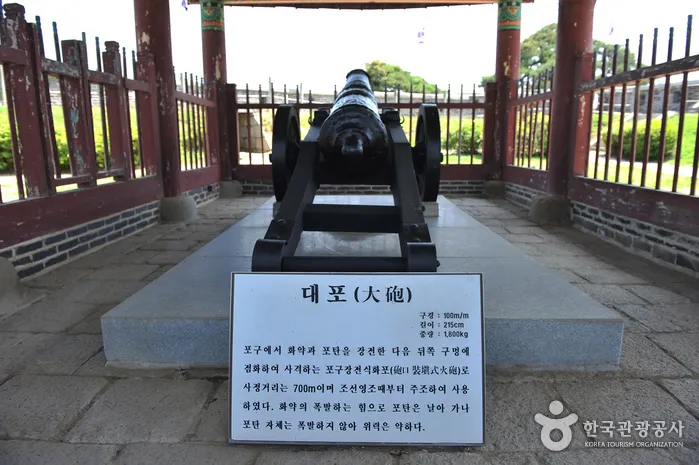 대포(大砲)
구경 : 100m/m
길이 : 215cm
중량 : 1,800kg
포구에서 화약과 포탄을 장전한 다음 뒤쪽 구멍에
점화하여 사격하는 포구장전식화포(砲口 裝塡式火砲)로
사정거리는 700m이며 조선영조때부터 주조하여 사용
하였다. 화약의 폭발하는 힘으로 포탄은 날아 가나
포탄 자체는 폭발하지 않아 위력은 약하다.
한국관광공사
KOREA TOURISM ORGANIZATION